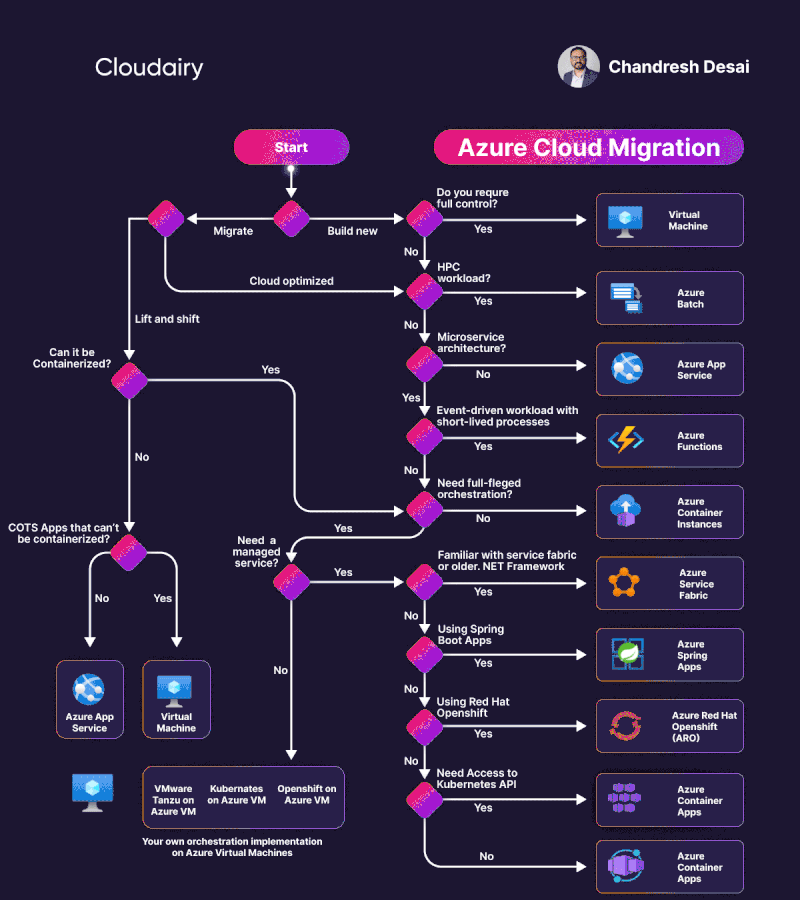 Cloudairy
Chandresh Desai
Start
Azure Cloud Migration
Do you requre
full control?
Migrate
Build new
Yes
Virtual
Machine
No
HPC
workload?
Cloud optimized
Yes
Azure
Batch
Lift and shift
No
Microservice
architecture?
No
Azure App
Service
Can it be
Containerized?
Yes
Yes
Event-driven workload with
short-lived processes
Yes
Azure
Functions
No
No
Need full-fleged
orchestration?
No
Azure
Container
Instances
COTS Apps that can't
be containerized?
Yes
Need a
managed
service?
Yes
Familiar with service fabric
or older. NET Framework
Yes
Azure
Service
Fabric
No
Yes
No
Using Spring
Boot Apps
Yes
Azure
Spring
Apps
No
No
Using Red Hat
Openshift
Yes
Azure Red Hat
Openshift
(ARO)
Azure App
Service
Virtual
Machine
No
Need Access to
Kubernetes API
Yes
Azure
Container
Apps
VMware
Tanzu on
Azure VM
Kubernates
on Azure VM
Openshift on
Azure VM
Your own orchestration implementation
on Azure Virtual Machines
No
Azure
Container
Apps